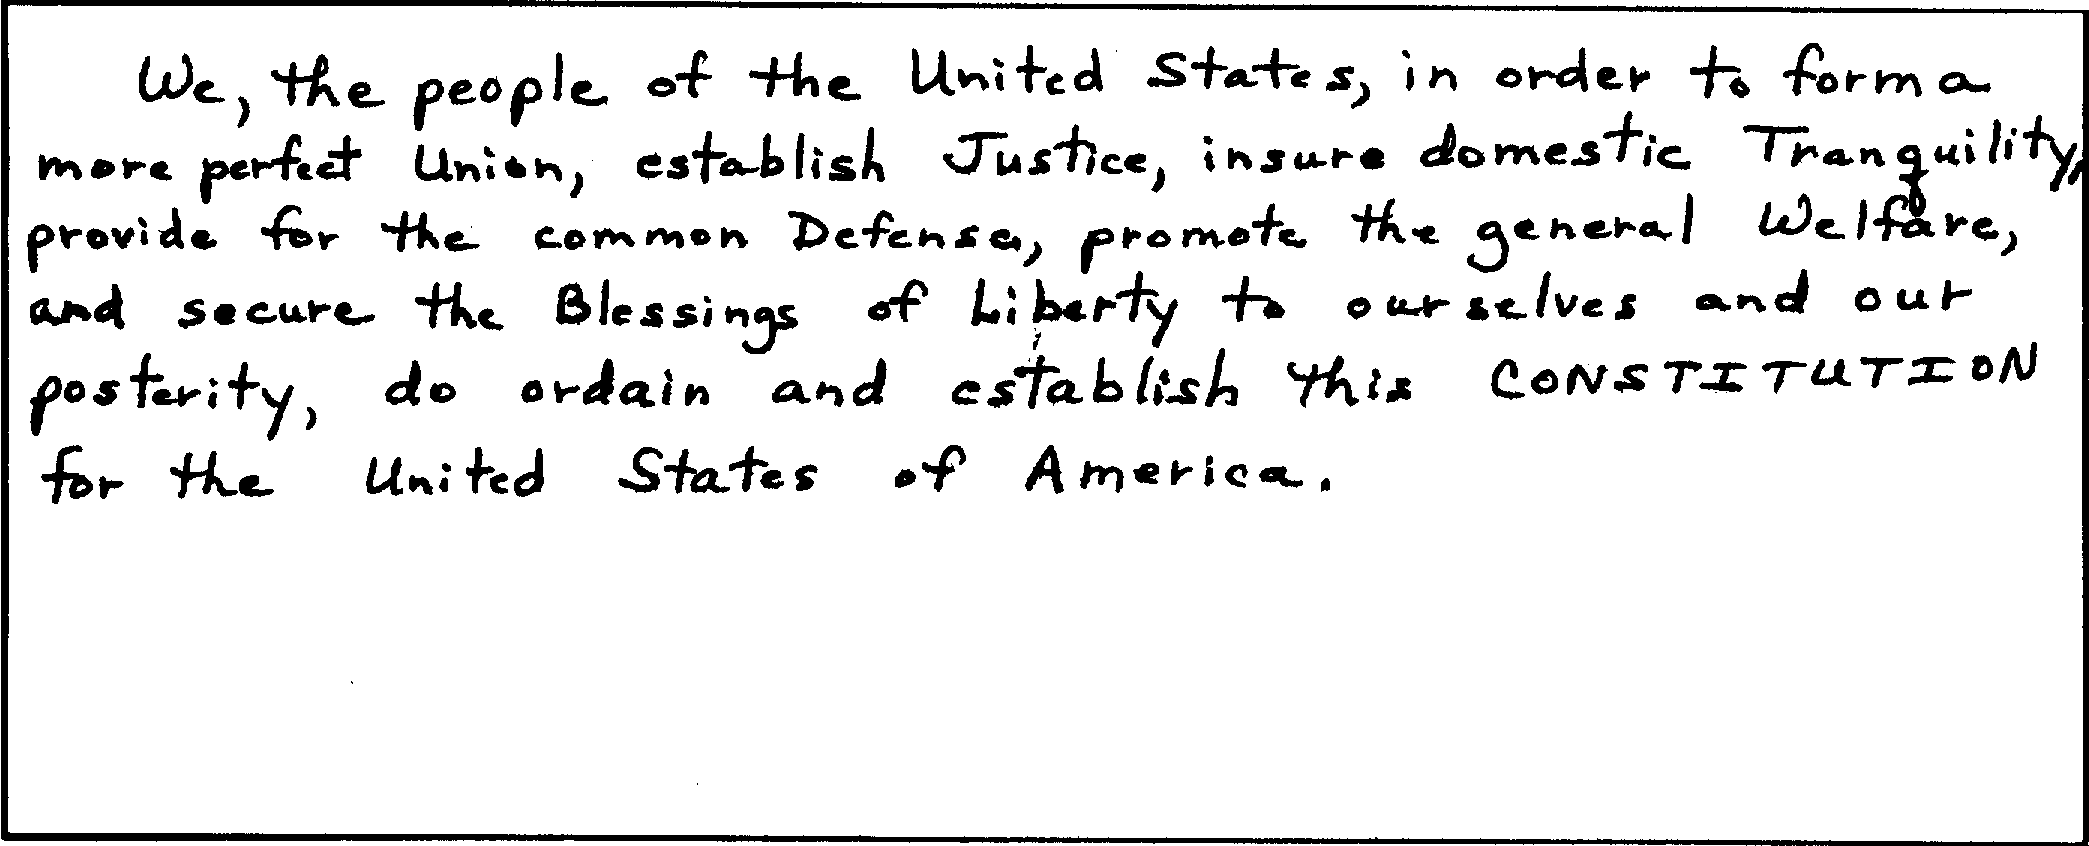 We, the people of the United States, in order to form a
more perfect Union, establish Justice, insure domestic Tranquility,
provide for the common Defense, promote the general Welfare,
and secure the Blessings of Liberty to ourselves and our
posterity, do ordain and establish this CONSTITUTION
for the United States of America.